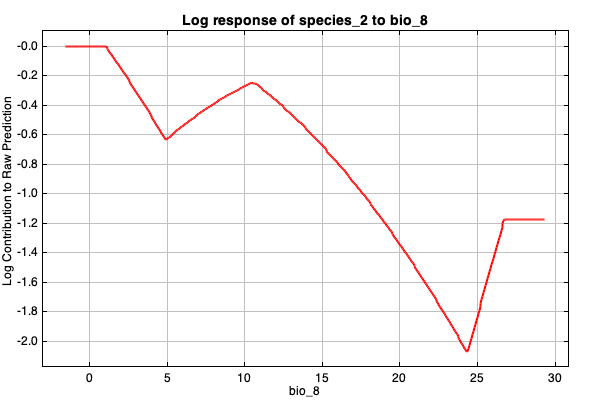 Log response of species_2 to bio_8
Log Contribution to Raw Prediction
-0.0
-0.2
-0.4
-0.6
-0.8
-1.0
-1.2
-1.4
-1.6
-1.8
-2.0
0 5 10 15 20 25 30
bio_8